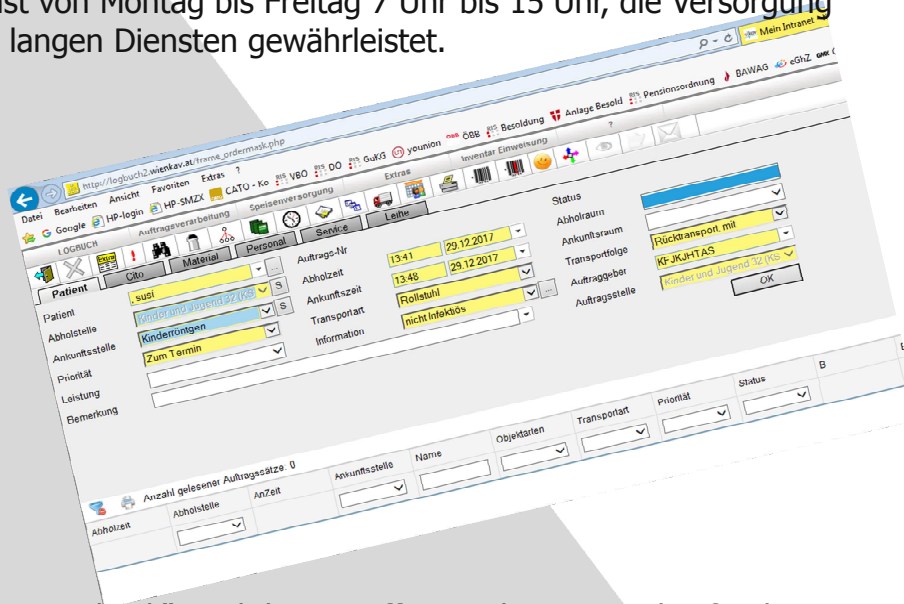 ist von Montag bis Freitag 7 Uhr bis 15 Uhr, die Versorgung
langen Diensten gewährleistet.
Mein Intranet
http://logbuch2.wienkav.at/frame_ordermask.php
Datei Bearbeiten Ansicht Favoriten Extras ?
Google HP-login HP-SMZX CATO - Ko VBO DO GuKG younion ÖBB Besoldung Anlage Besold Pensionsordnung BAWAG eGhZ
LOGBUCH Auftragsverarbeitung Speisenversorgung Extras Inventar Einweisung ?
Patient Cito Material Personal Service Leihe
Patient , susi
Abholstelle Kinder und Jugend 32 (KS S
Ankunftsstelle Kinderröntgen S
Priorität Zum Termin
Leistung
Bemerkung
Auftrags-Nr
Abholzeit 13:41 29.12.2017
Ankunftszeit 13:48 29.12.2017
Transportart Rollstuhl
Information nicht Infektiös
Status
Abholraum
Ankunftsraum
Transportfolge Rücktransport mit
Auftraggeber KFJKJHTAS
Auftragsstelle Kinder und Jugend 32 (KS
OK
Anzahl gelesener Auftragssätze: 0
Abholzeit Abholstelle AnZeit Ankunftsstelle Name Objektarten Transportart Priorität Status B